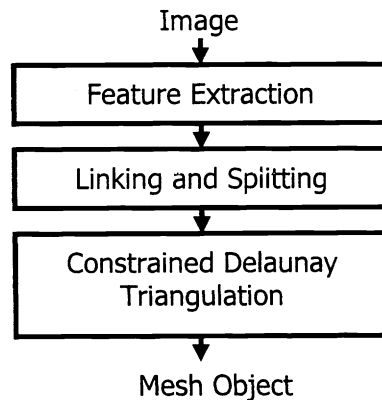 Image
Feature Extraction
Linking and Splitting
Constrained Delaunay
Triangulation
Mesh Object